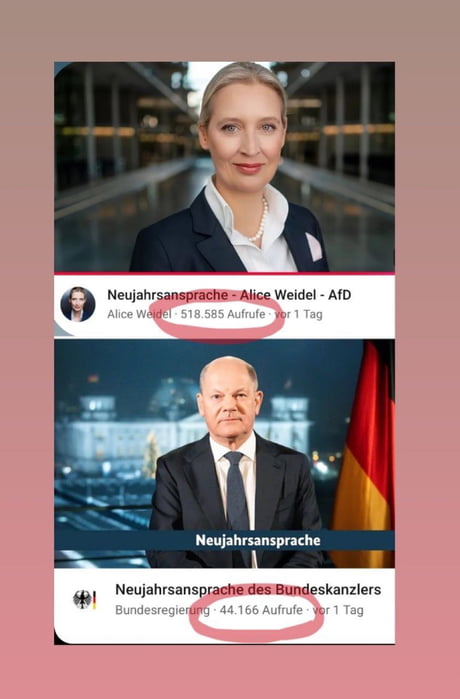 Neujahrsansprache - Alice Weidel - AfD
Alice Weidel · 518.585 Aufrufe · vor 1 Tag
Neujahrsansprache
Neujahrsansprache des Bundeskanzlers
Bundesregierung · 44.166 Aufrufe · vor 1 Tag